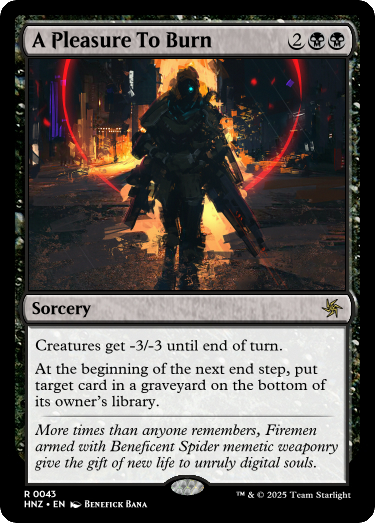 A Pleasure To Burn 2
Sorcery
Creatures get -3/-3 until end of turn.
At the beginning of the next end step, put
target card in a graveyard on the bottom of
its owner's library.
More times than anyone remembers, Firemen
armed with Beneficent Spider memetic weaponry
give the gift of new life to unruly digital souls.
R 0043
HNZ • EN Benefick Bana
™ & © 2025 Team Starlight